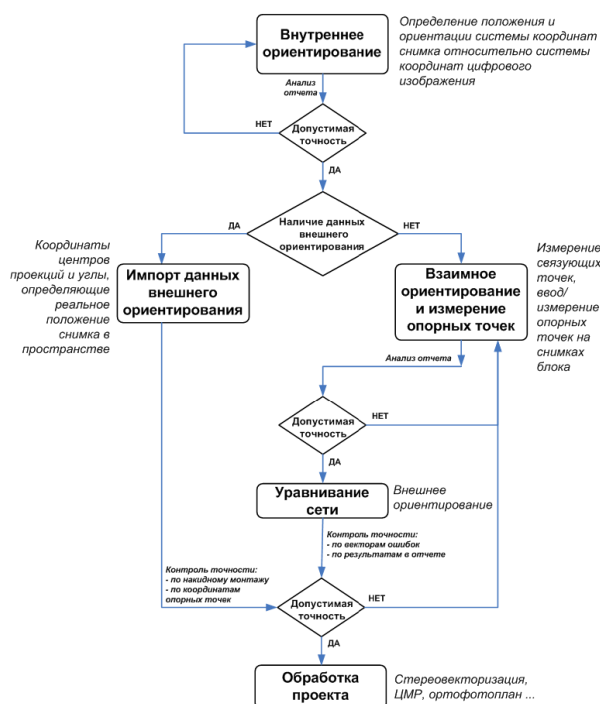 Внутреннее
ориентирование
Определение положения и
ориентации системы координат
снимка относительно системы
координат цифрового
изображения
Анализ
отчета
НЕТ
Допустимая
точность
ДА
ДА
Наличие данных
внешнего
ориентирования
НЕТ
Координаты
центров
проекций и углы,
определяющие
реальное
положение
снимка в
пространстве
Импорт данных
внешнего
ориентирования
Взаимное
ориентирование
и измерение
опорных точек
Измерение
связующих
точек,
ввод/
измерение
опорных
точек на
снимках
блока
Анализ отчета
Допустимая
точность
НЕТ
ДА
Уравнивание
сети
Внешнее
ориентирование
Контроль точности:
- по векторам ошибок
- по результатам в отчете
Контроль точности:
- по накидному монтажу
- по координатам
опорных точек
Допустимая
точность
НЕТ
ДА
Обработка
проекта
Стереовекторизация,
ЦМР, ортофотоплан ...